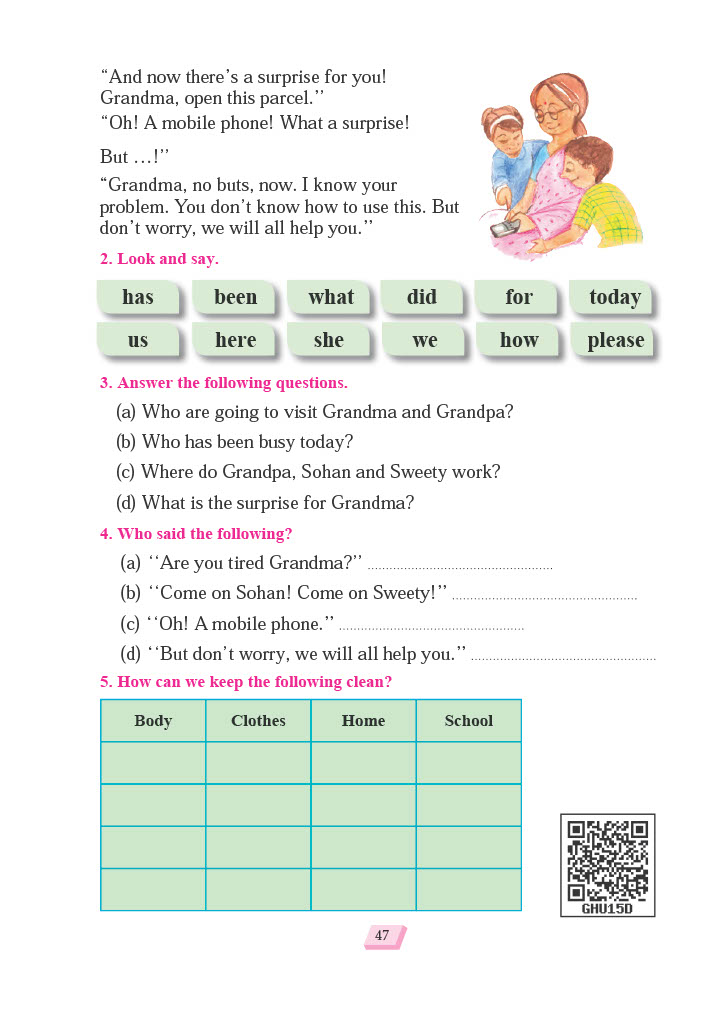 “And now there’s a surprise for you!
Grandma, open this parcel.’’
“Oh! A mobile phone! What a surprise!
But ...!’’
“Grandma, no buts, now. I know your
problem. You don’t know how to use this. But
don’t worry, we will all help you.’’
2. Look and say.
has been what did for today
us here she we how please
3. Answer the following questions.
(a) Who are going to visit Grandma and Grandpa?
(b) Who has been busy today?
(c) Where do Grandpa, Sohan and Sweety work?
(d) What is the surprise for Grandma?
4. Who said the following?
(a) ‘‘Are you tired Grandma?’’ ...................................................
(b) ‘‘Come on Sohan! Come on Sweety!’’ ...................................................
(c) ‘‘Oh! A mobile phone.’’ ...................................................
(d) ‘‘But don’t worry, we will all help you.’’ ...................................................
5. How can we keep the following clean?
Body Clothes Home School
GHU15D
47